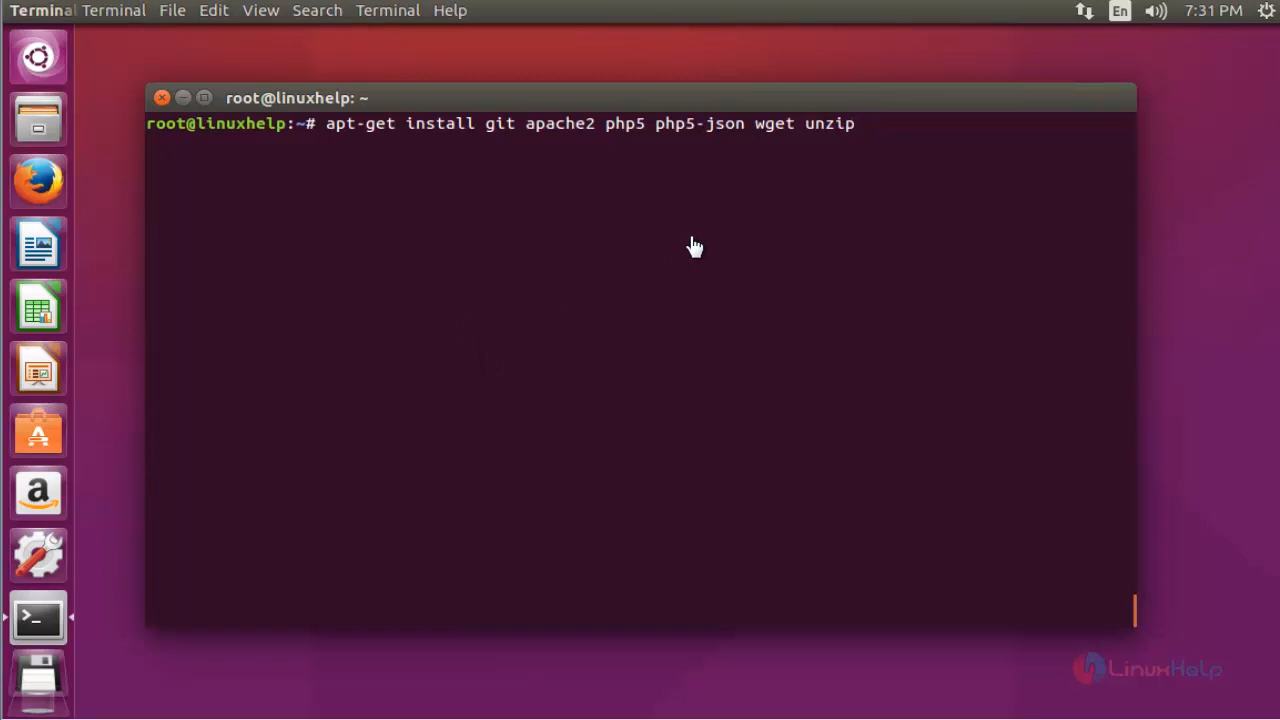 Terminal Terminal File Edit View Search Terminal Help En 7:31 PM
root@linuxhelp: ~
root@linuxhelp:~# apt-get install git apache2 php5 php5-json wget unzip
LinuxHelp